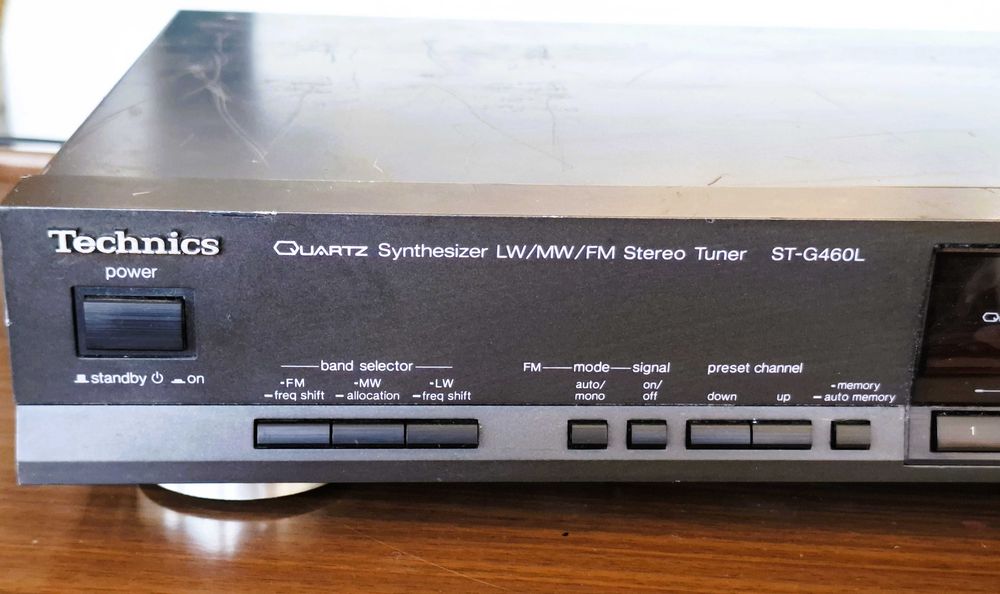 Technics
QUARTZ Synthesizer LW/MW/FM Stereo Tuner ST-G460L
power
standby on
band selector
-FM -MW -LW
-freq shift -allocation -freq shift
FM mode signal
auto/ on/
mono off
preset channel
down up
-memory
-auto memory
1